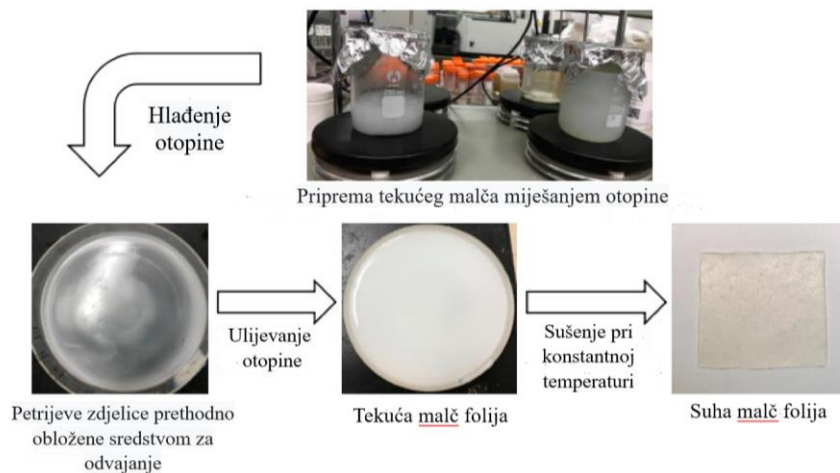 Hlađenje
otopine
Priprema tekućeg malča miješanjem otopine
Ulijevanje
otopine
Sušenje pri
konstantnoj
temperaturi
Petrijeve zdjelice prethodno
obložene sredstvom za
odvajanje
Tekuća malč folija
Suha malč folija